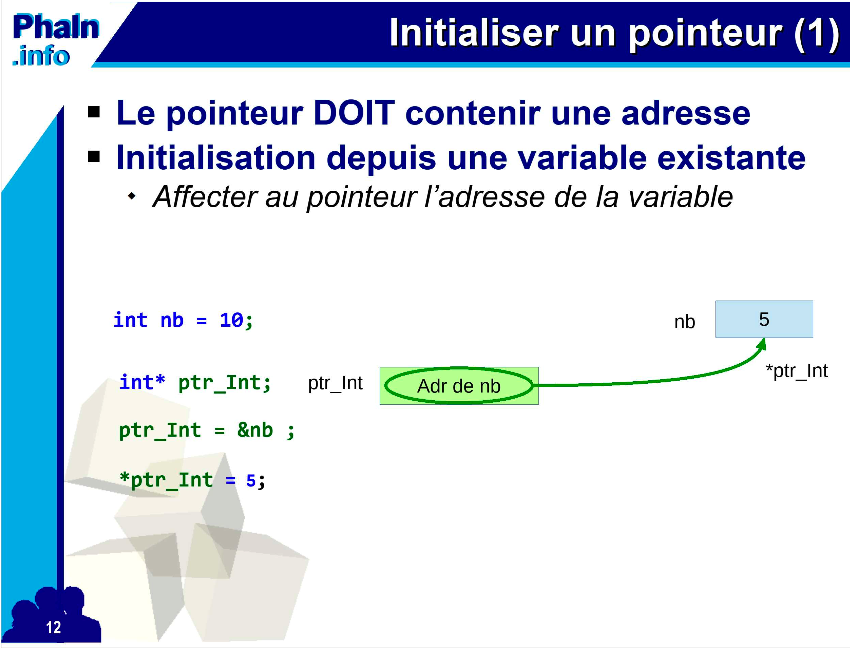 Phaln
.info
Initialiser un pointeur (1)
Le pointeur DOIT contenir une adresse
Initialisation depuis une variable existante
Affecter au pointeur l’adresse de la variable
int nb = 10;
nb
5
int* ptr_Int;
ptr_Int
Adr de nb
*ptr_Int
ptr_Int = &nb ;
*ptr_Int = 5;
12